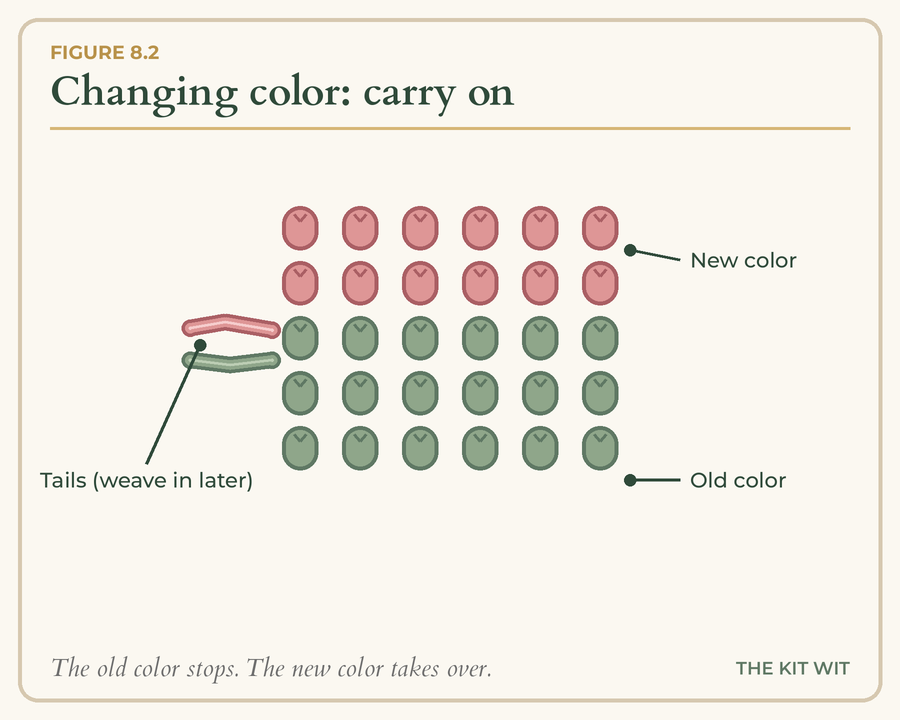 FIGURE 8.2
Changing color: carry on
New color
Tails (weave in later)
Old color
The old color stops. The new color takes over.
THE KIT WIT